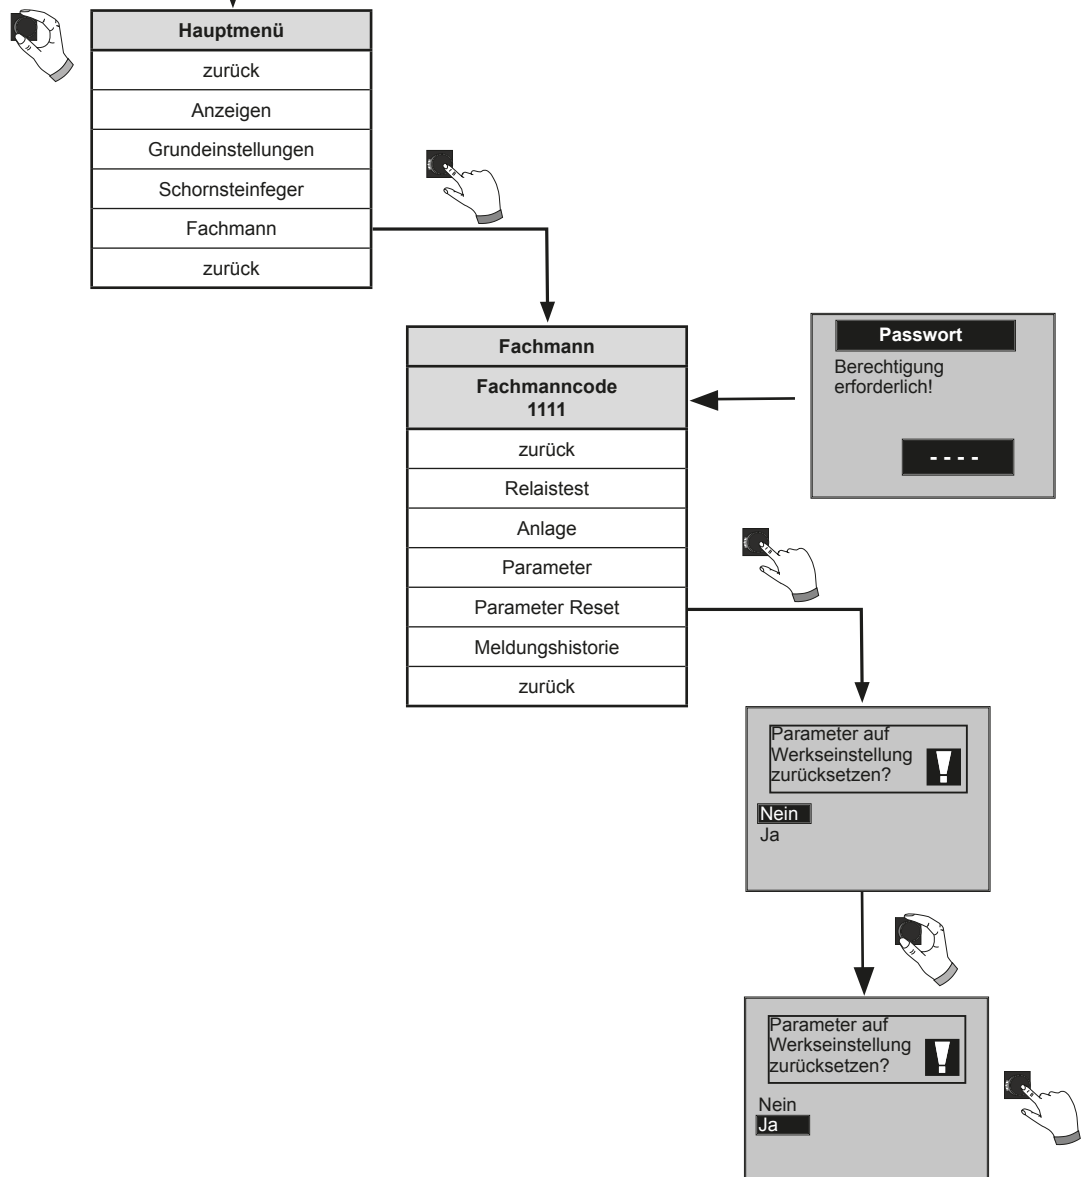 Hauptmenü
zurück
Anzeigen
Grundeinstellungen
Schornsteinfeger
Fachmann
zurück
Fachmann
Fachmanncode
1111
zurück
Relaistest
Anlage
Parameter
Parameter Reset
Meldungshistorie
zurück
Passwort
Berechtigung
erforderlich!
- - - -
Parameter auf
Werkseinstellung
zurücksetzen?
Nein
Ja
Parameter auf
Werkseinstellung
zurücksetzen?
Nein
Ja